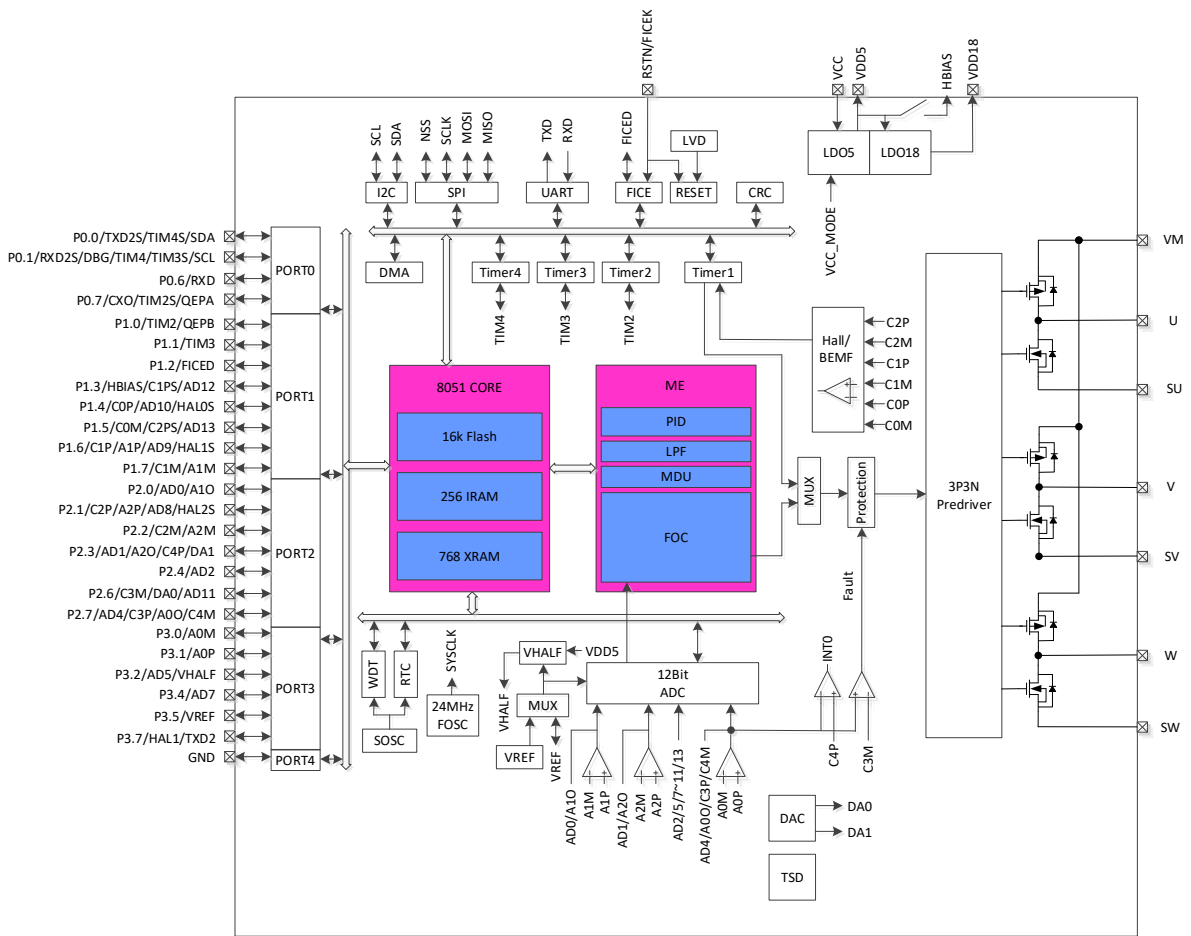 RSTN/FICEK
VCC
VDD5
HBIAS
VDD18
SCL
SDA
NSS
SCLK
MOSI
MISO
TXD
RXD
FICED
LVD
LDO5
LDO18
I2C
SPI
UART
FICE
RESET
CRC
VCC_MODE
DMA
Timer4
Timer3
Timer2
Timer1
TIM4
TIM3
TIM2
P0.0/TXD2S/TIM4S/SDA
P0.1/RXD2S/DBG/TIM4/TIM3S/SCL
P0.6/RXD
P0.7/CXO/TIM2S/QEPA
P1.0/TIM2/QEPB
P1.1/TIM3
P1.2/FICED
P1.3/HBIAS/C1PS/AD12
P1.4/C0P/AD10/HAL0S
P1.5/C0M/C2PS/AD13
P1.6/C1P/A1P/AD9/HAL1S
P1.7/C1M/A1M
P2.0/AD0/A1O
P2.1/C2P/A2P/AD8/HAL2S
P2.2/C2M/A2M
P2.3/AD1/A2O/C4P/DA1
P2.4/AD2
P2.6/C3M/DA0/AD11
P2.7/AD4/C3P/A0O/C4M
P3.0/A0M
P3.1/A0P
P3.2/AD5/VHALF
P3.4/AD7
P3.5/VREF
P3.7/HAL1/TXD2
GND
PORT0
PORT1
PORT2
PORT3
PORT4
8051 CORE
16k Flash
256 IRAM
768 XRAM
ME
PID
LPF
MDU
FOC
Hall/
BEMF
C2P
C2M
C1P
C1M
C0P
C0M
MUX
Protection
Fault
3P3N
Predriver
VM
U
SU
V
SV
W
SW
WDT
RTC
SOSC
SYSCLK
24MHz
FOSC
VHALF
VDD5
VHALF
MUX
VREF
VREF
12Bit
ADC
INT0
C4P
C3M
AD0/A1O
A1M
A1P
AD1/A2O
A2M
A2P
AD2/5/7~11/13
AD4/A0O/C3P/C4M
A0M
A0P
DAC
DA0
DA1
TSD